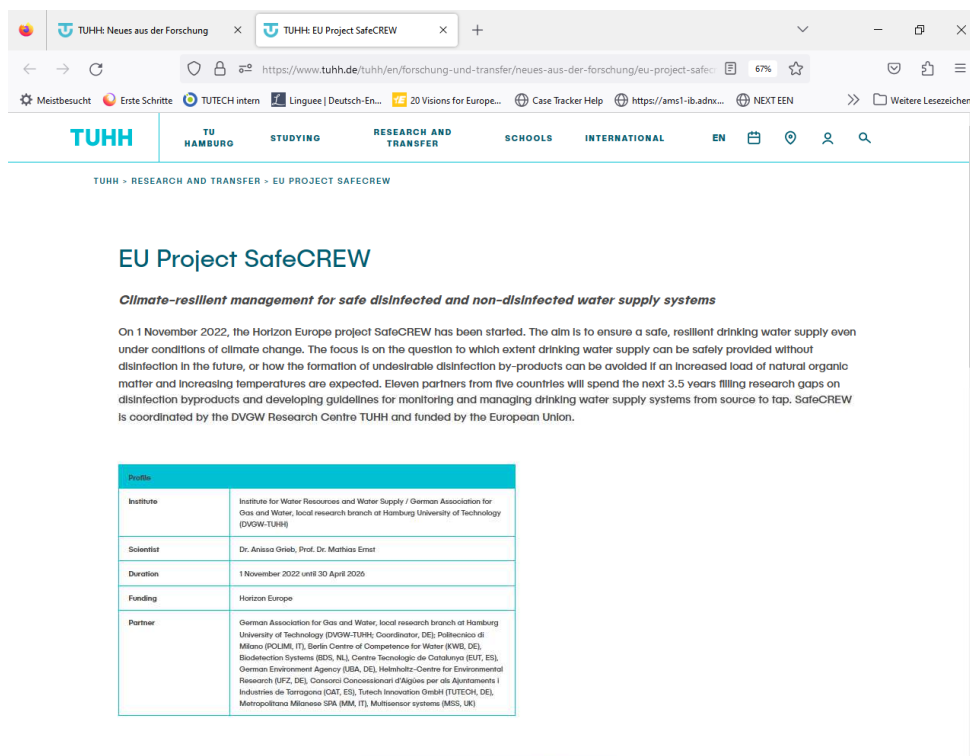 TUHH: Neues aus der Forschung
TUHH: EU Project SafeCREW
https://www.tuhh.de/tuhh/en/forschung-und-transfer/neues-aus-der-forschung/eu-project-safec
67%
Meistbesucht
Erste Schritte
TUTECH intern
Linguee | Deutsch-En...
20 Visions for Europe...
Case Tracker Help
https://ams1-ib.adnx...
NEXT EEN
Weitere Lesezeichen
TUHH
TU HAMBURG
STUDYING
RESEARCH AND TRANSFER
SCHOOLS
INTERNATIONAL
EN
TUHH > RESEARCH AND TRANSFER > EU PROJECT SAFECREW
EU Project SafeCREW
Climate-resilient management for safe disinfected and non-disinfected water supply systems
On 1 November 2022, the Horizon Europe project SafeCREW has been started. The aim is to ensure a safe, resilient drinking water supply even
under conditions of climate change. The focus is on the question to which extent drinking water supply can be safely provided without
disinfection in the future, or how the formation of undesirable disinfection by-products can be avoided if an increased load of natural organic
matter and increasing temperatures are expected. Eleven partners from five countries will spend the next 3.5 years filling research gaps on
disinfection byproducts and developing guidelines for monitoring and managing drinking water supply systems from source to tap. SafeCREW
is coordinated by the DVGW Research Centre TUHH and funded by the European Union.
Profile
Institute
Institute for Water Resources and Water Supply / German Association for
Gas and Water, local research branch at Hamburg University of Technology
(DVGW-TUHH)
Scientist
Dr. Anissa Grieb, Prof. Dr. Mathias Ernst
Duration
1 November 2022 until 30 April 2026
Funding
Horizon Europe
Partner
German Association for Gas and Water, local research branch at Hamburg
University of Technology (DVGW-TUHH; Coordinator, DE); Politecnico di
Milano (POLIMI, IT), Berlin Centre of Competence for Water (KWB, DE),
Biodetection Systems (BDS, NL), Centre Tecnologic de Catalunya (EUT, ES),
German Environment Agency (UBA, DE), Helmholtz-Centre for Environmental
Research (UFZ, DE), Consorci Concessionari d'Aigües per als Ajuntaments i
Industries de Tarragona (CAT, ES), Tutech Innovation GmbH (TUTECH, DE),
Metropolitana Milanese SPA (MM, IT), Multisensor systems (MSS, UK)